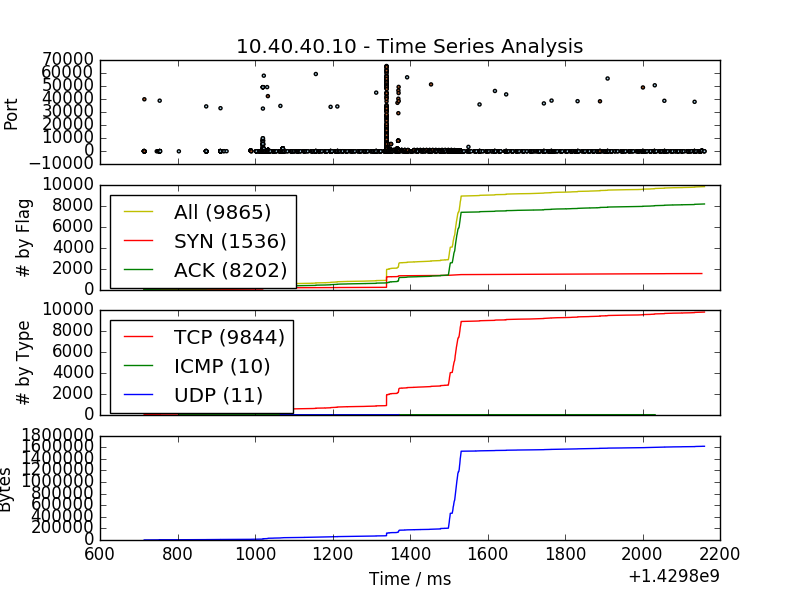 10.40.40.10 - Time Series Analysis
70000
60000
50000
40000
30000
20000
10000
0
−10000
Port
10000
8000
6000
4000
2000
0
# by Flag
All (9865)
SYN (1536)
ACK (8202)
10000
8000
6000
4000
2000
0
# by Type
TCP (9844)
ICMP (10)
UDP (11)
1800000
1600000
1400000
1200000
1000000
800000
600000
400000
200000
0
Bytes
600 800 1000 1200 1400 1600 1800 2000 2200
Time / ms
+1.4298e9